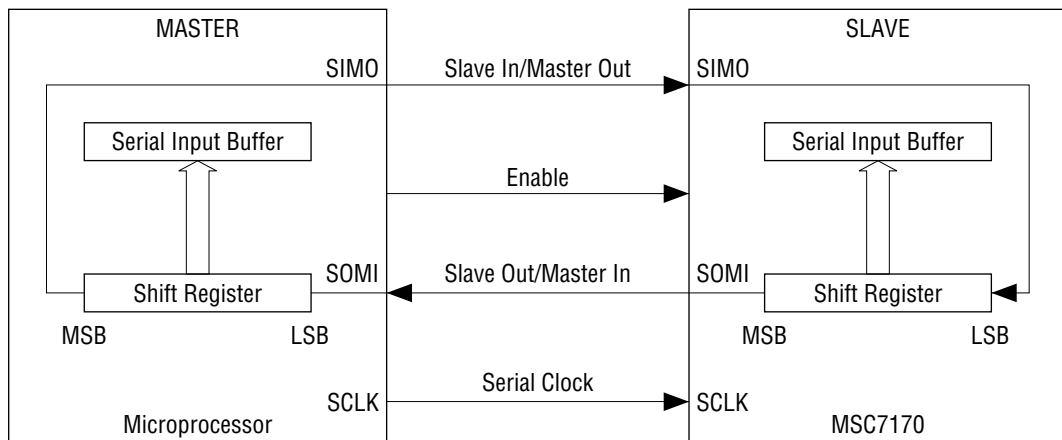 MASTER
SLAVE
SIMO
Slave In/Master Out
SIMO
Serial Input Buffer
Serial Input Buffer
Enable
SOMI
Slave Out/Master In
SOMI
Shift Register
Shift Register
MSB
LSB
MSB
LSB
SCLK
Serial Clock
SCLK
Microprocessor
MSC7170